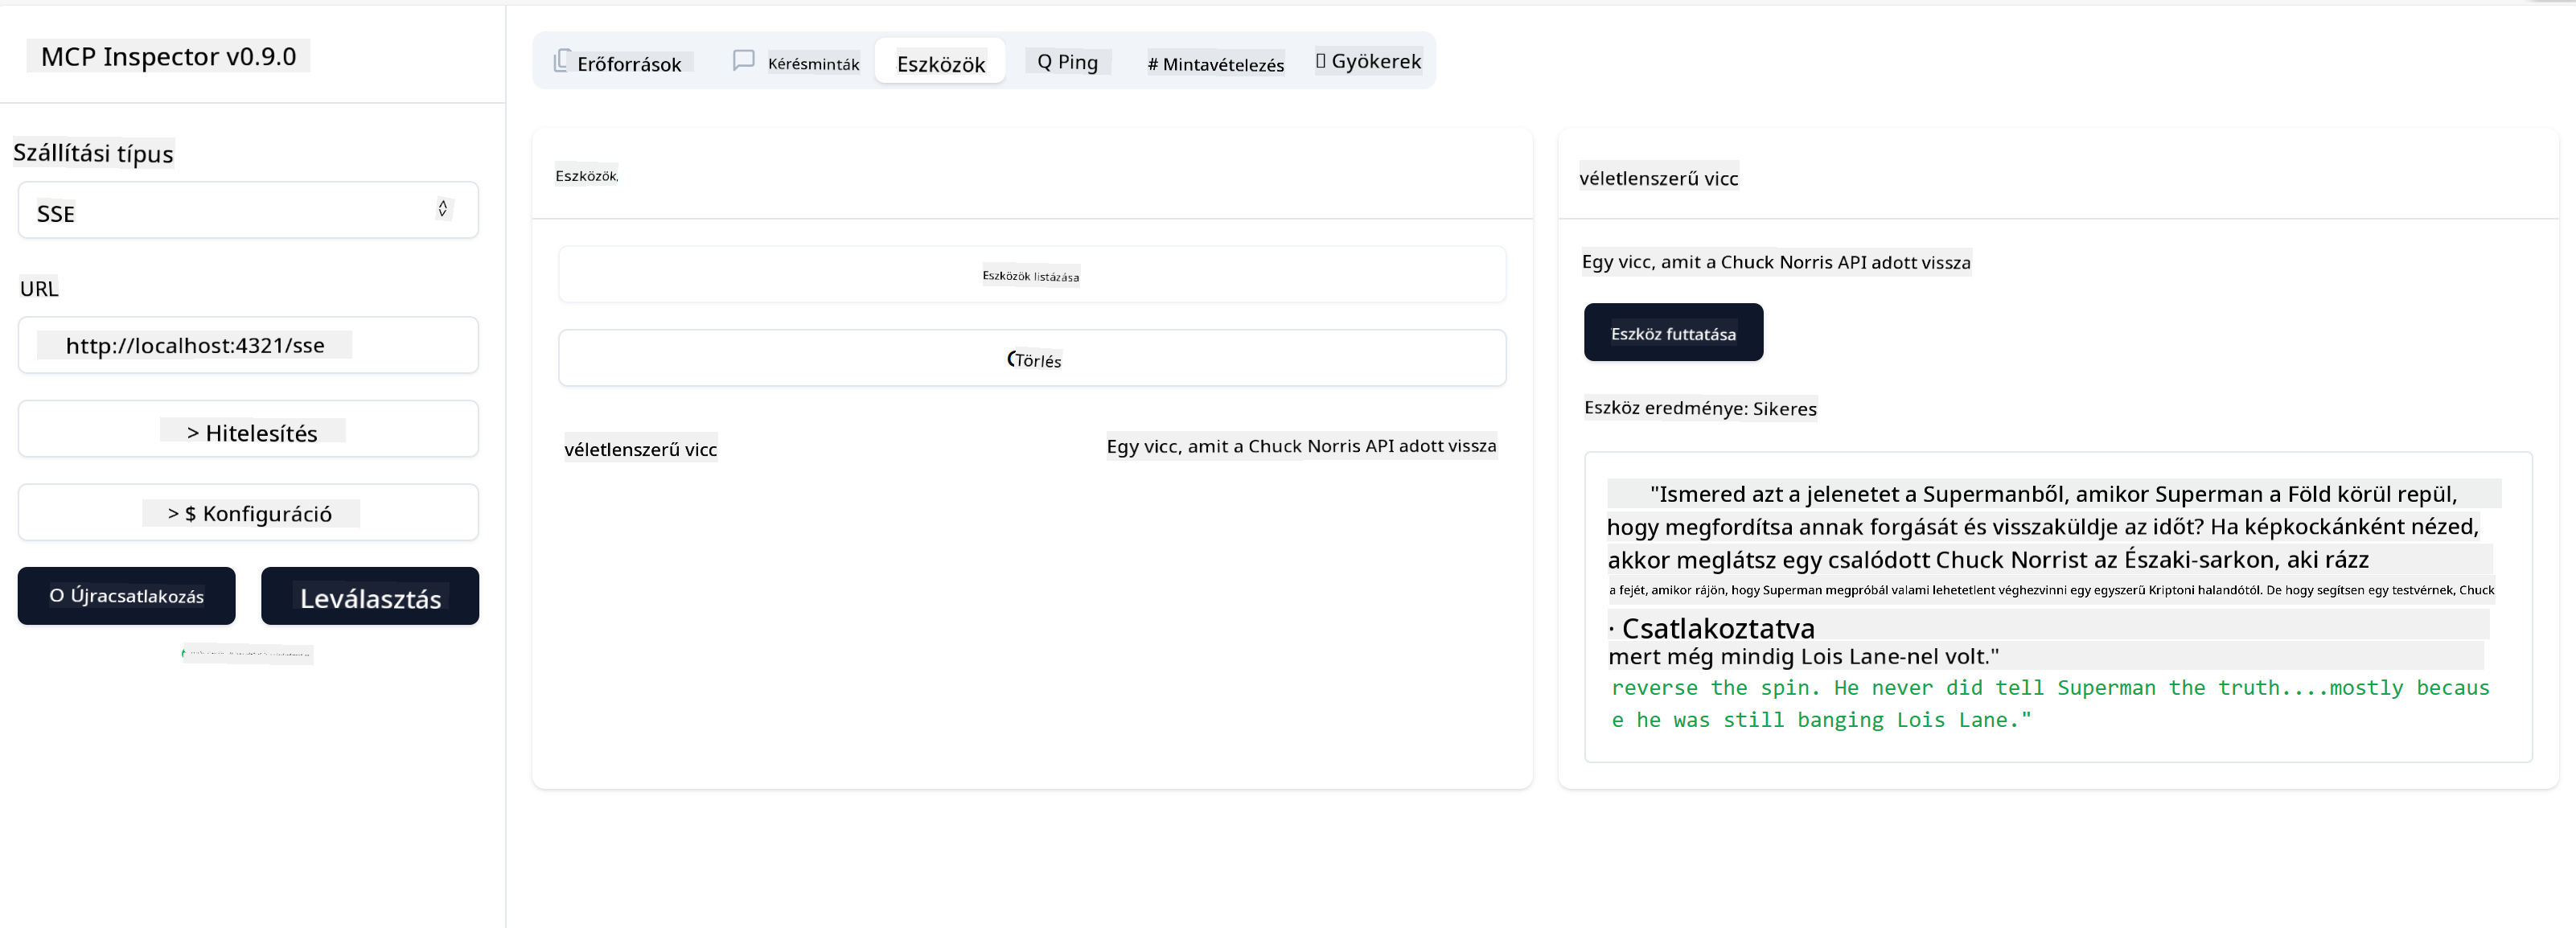 MCP Inspector v0.9.0
Szállítási típus
SSE
URL
http://localhost:4321/sse
> Hitelesítés
> $ Konfiguráció
O Újracsatlakozás
Leválasztás
Erőforrások
Kérésminták
Eszközök
Q Ping
# Mintavételezés
Gyökerek
Eszközök
Eszközök listázása
Törlés
véletlenszerű vicc
Egy vicc, amit a Chuck Norris API adott vissza
véletlenszerű vicc
Egy vicc, amit a Chuck Norris API adott vissza
Eszköz futtatása
Eszköz eredménye: Sikeres
"Ismered azt a jelenetet a Supermanből, amikor Superman a Föld körül repül,
hogy megfordítsa annak forgását és visszaküldje az időt? Ha képkockánként nézed,
akkor meglátsz egy csalódott Chuck Norrist az Északi-sarkon, aki rázz
a fejét, amikor rájön, hogy Superman megpróbál valami lehetetlent véghezvinni egy egyszerű Kriptoni halandótól. De hogy segítsen egy testvérnek, Chuck
· Csatlakoztatva
mert még mindig Lois Lane-nel volt."
reverse the spin. He never did tell Superman the truth....mostly becaus
e he was still banging Lois Lane."